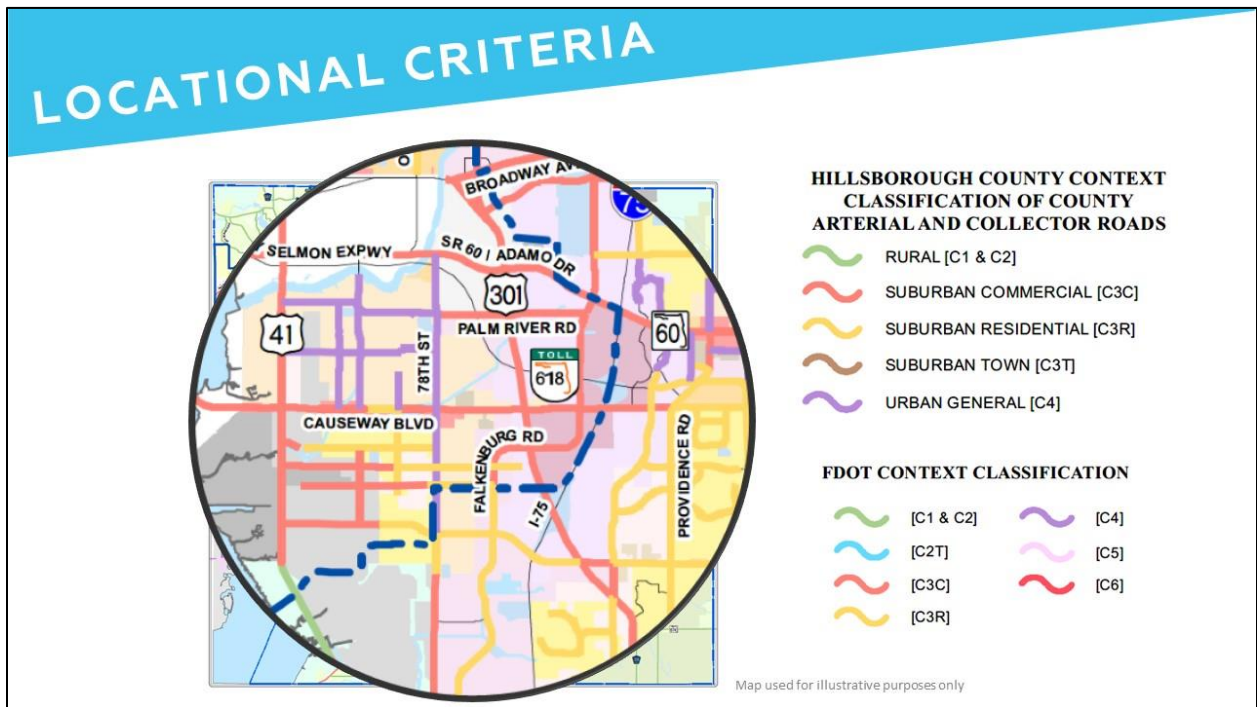 LOCATIONAL CRITERIA
BROADWAY AV
SELMON EXPWY
SR 60 / ADAMO DR
301
41
PALM RIVER RD
60
78TH ST
TOLL
618
CAUSEWAY BLVD
FALKENBURG RD
I-75
PROVIDENCE RD
HILLSBOROUGH COUNTY CONTEXT
CLASSIFICATION OF COUNTY
ARTERIAL AND COLLECTOR ROADS
RURAL [C1 & C2]
SUBURBAN COMMERCIAL [C3C]
SUBURBAN RESIDENTIAL [C3R]
SUBURBAN TOWN [C3T]
URBAN GENERAL [C4]
FDOT CONTEXT CLASSIFICATION
[C1 & C2]
[C4]
[C2T]
[C5]
[C3C]
[C6]
[C3R]
Map used for illustrative purposes only